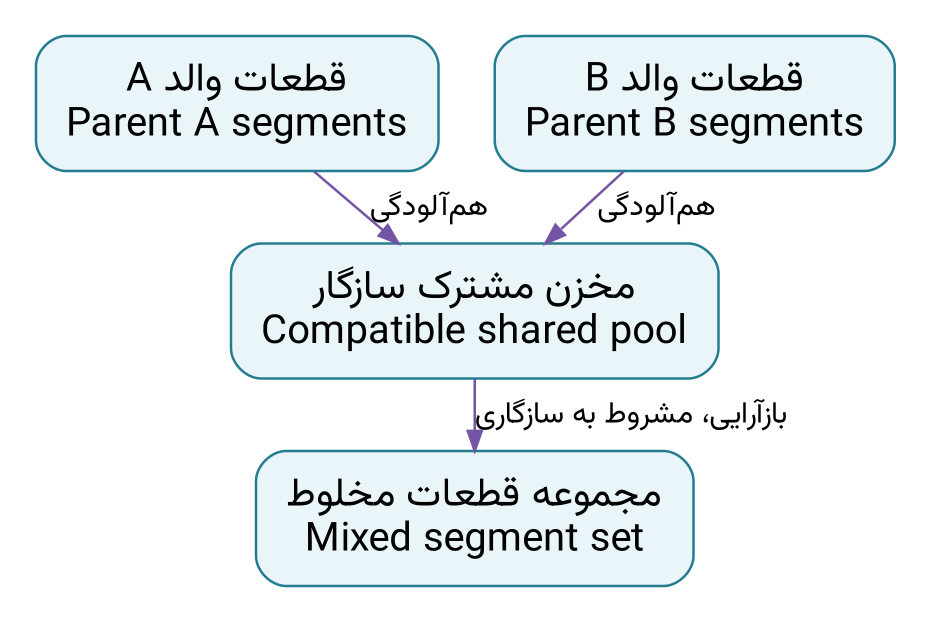 قطعات والد A
Parent A segments
قطعات والد B
Parent B segments
هم‌آلودگی
هم‌آلودگی
مخزن مشترک سازگار
Compatible shared pool
بازآرایی، مشروط به سازگاری
مجموعه قطعات مخلوط
Mixed segment set